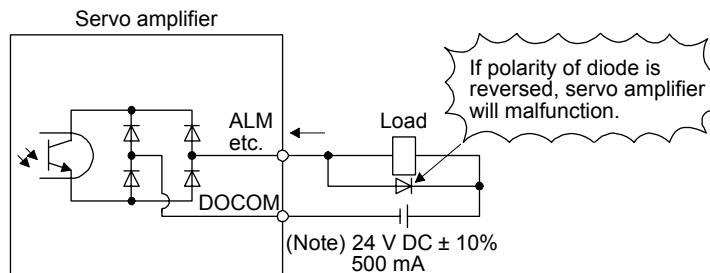 Servo amplifier
If polarity of diode is
reversed, servo amplifier
will malfunction.
ALM
etc.
Load
DOCOM
(Note) 24 V DC ± 10%
500 mA